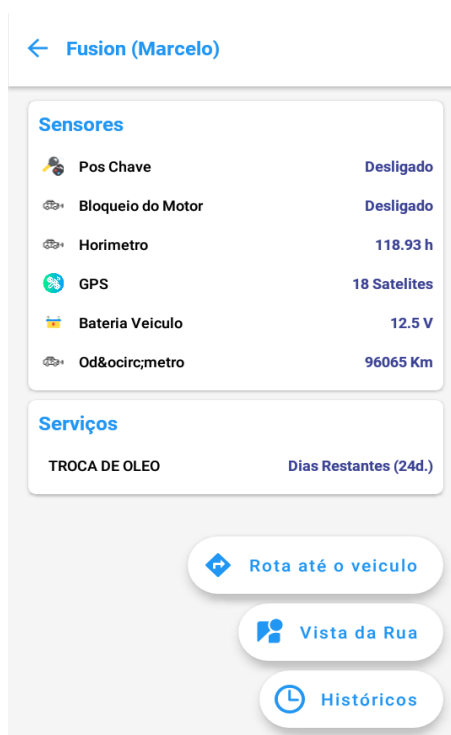 Fusion (Marcelo)
Sensores
Pos Chave Desligado
Bloqueio do Motor Desligado
Horimetro 118.93 h
GPS 18 Satelites
Bateria Veiculo 12.5 V
Od&ocirc;metro 96065 Km
Serviços
TROCA DE OLEO Dias Restantes (24d.)
Rota até o veiculo
Vista da Rua
Históricos